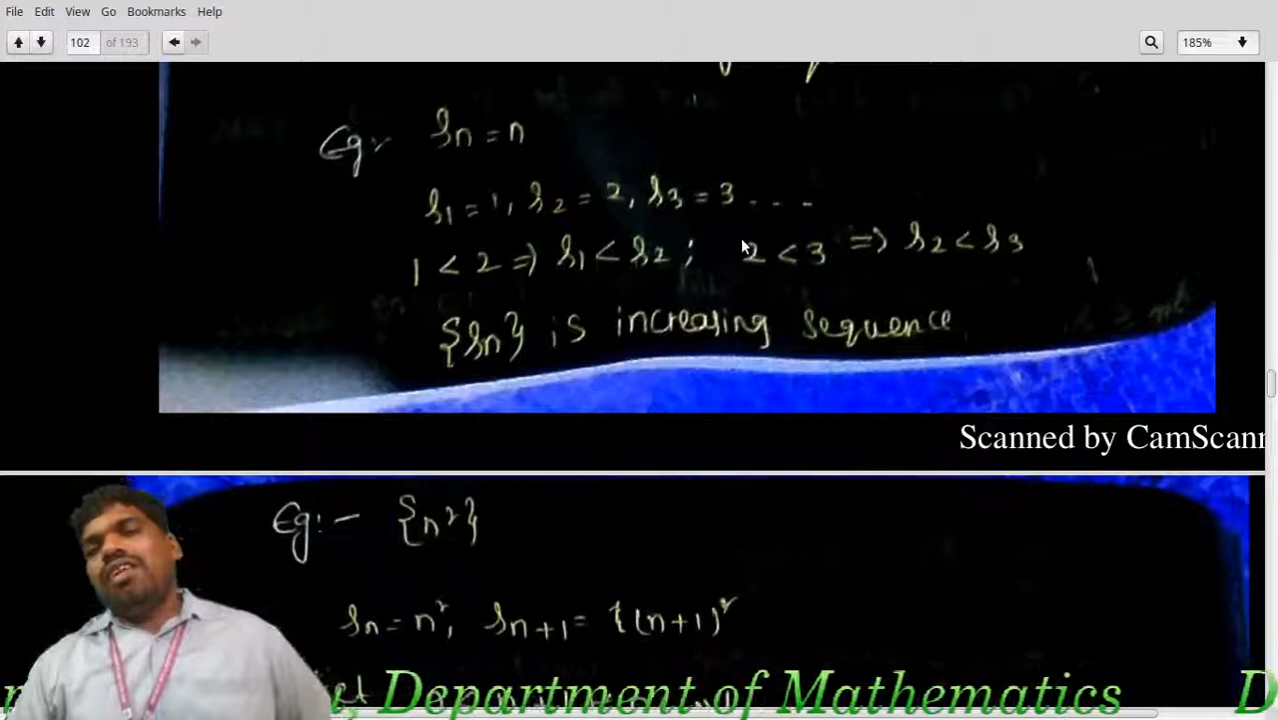 File Edit View Go Bookmarks Help
102 of 193 185%
Eg:- Sn = n
S1 = 1, S2 = 2, S3 = 3 - - -
1 < 2 => S1 < S2 ; 2 < 3 => S2 < S3
{Sn} is increasing sequence
Scanned by CamScann
Eg:- {n²}
Sn = n², Sn+1 = {(n+1)²
Department of Mathematics D